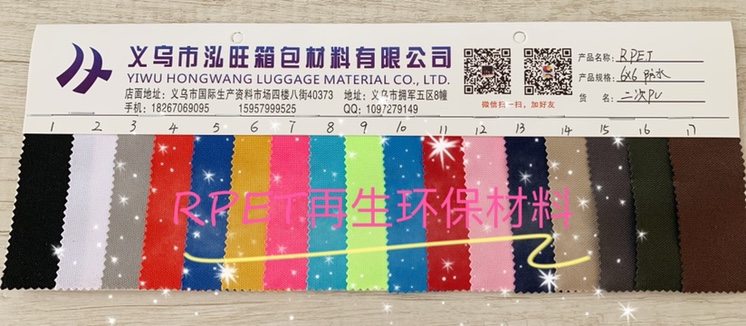 义乌市泓旺箱包材料有限公司
YIWU HONGWANG LUGGAGE MATERIAL CO., LTD.
店面地址：义乌市国际生产资料市场四楼八街40373 地址：义乌市拥军五区8幢
手机：18267069095 15957999525 QQ：1097279149
微信扫一扫，加好友
产品名称：RPET
产品规格：6X6 防水
货 名：二次PU
1 2 3 4 5 6 7 8 9 10 11 12 13 14 15 16 17
RPET再生环保材料